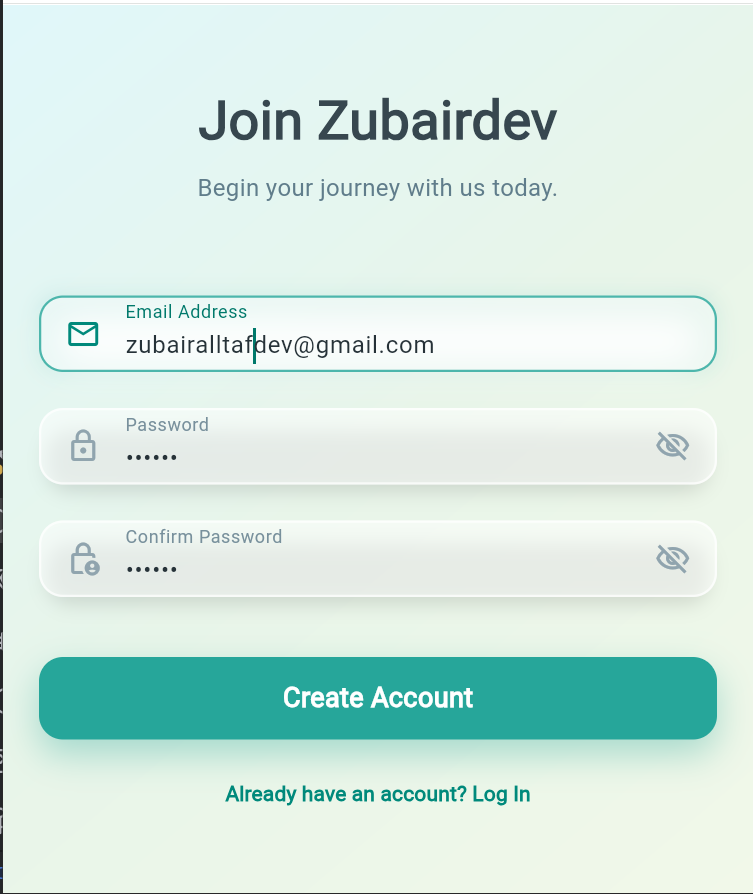 Join Zubairdev
Begin your journey with us today.
Email Address
zubairalltafdev@gmail.com
Password
••••••
Confirm Password
••••••
Create Account
Already have an account? Log In